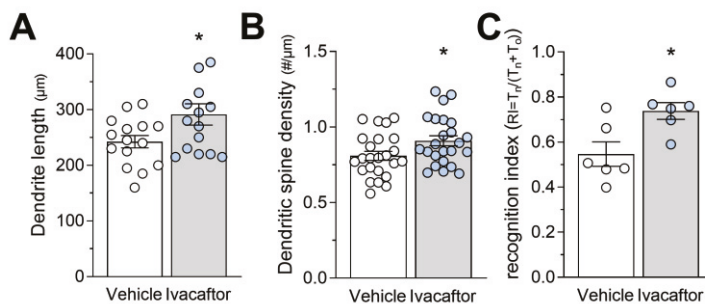 A
*
Dendrite length (µm)
400
300
200
100
0
Vehicle Ivacaftor
B
*
Dendritic spine density (#/µm)
1.5
1.0
0.5
0.0
Vehicle Ivacaftor
C
*
recognition index (RI=Tn/(Tn+To))
1.0
0.8
0.6
0.4
0.2
0.0
Vehicle Ivacaftor